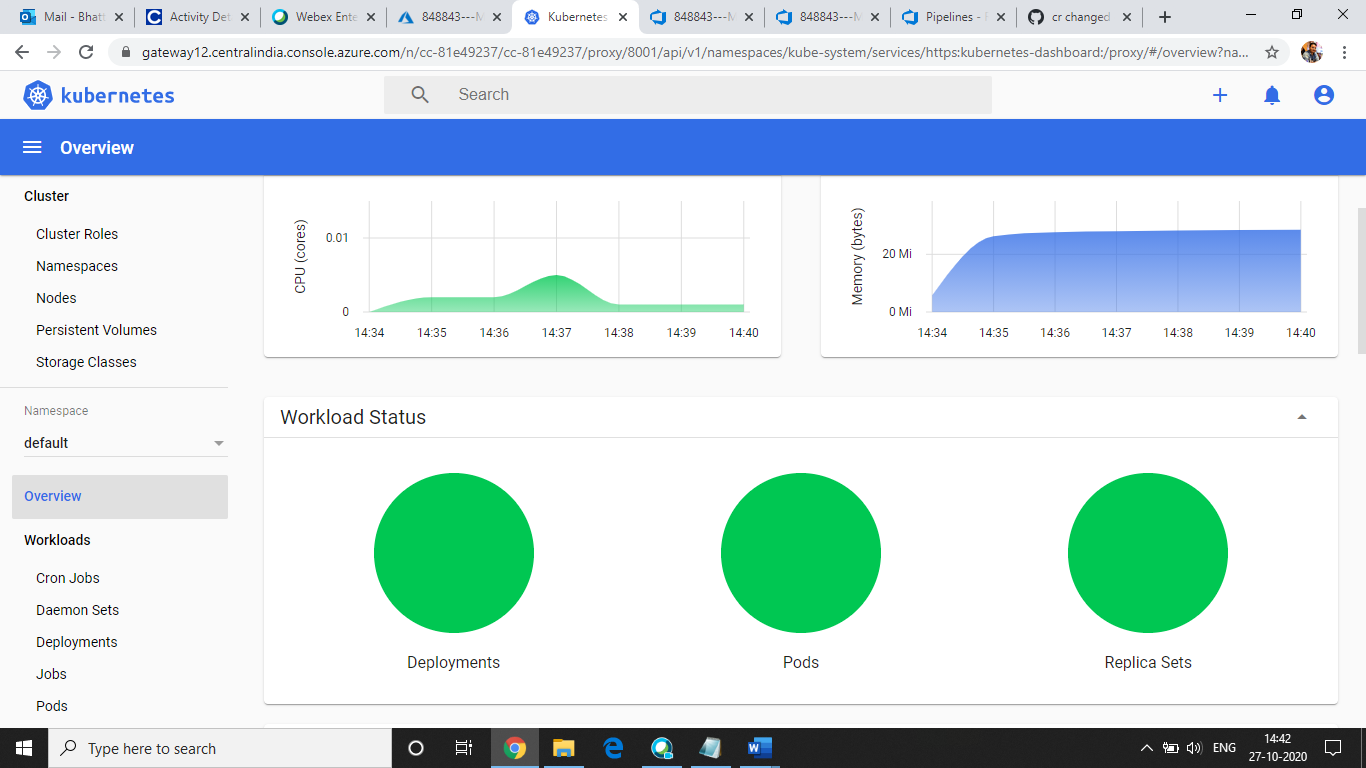 Mail - Bhatt
Activity Det
Webex Ente
848843---M
Kubernetes
848843---M
848843---M
Pipelines - 
cr changed
gateway12.centralindia.console.azure.com/n/cc-81e49237/cc-81e49237/proxy/8001/api/v1/namespaces/kube-system/services/https:kubernetes-dashboard:/proxy/#/overview?na...
kubernetes
Search
Overview
Cluster
Cluster Roles
Namespaces
Nodes
Persistent Volumes
Storage Classes
Namespace
default
Overview
Workloads
Cron Jobs
Daemon Sets
Deployments
Jobs
Pods
CPU (cores)
0.01
0
14:34 14:35 14:36 14:37 14:38 14:39 14:40
Memory (bytes)
20 Mi
0 Mi
14:34 14:35 14:36 14:37 14:38 14:39 14:40
Workload Status
Deployments
Pods
Replica Sets
Type here to search
ENG
14:42
27-10-2020